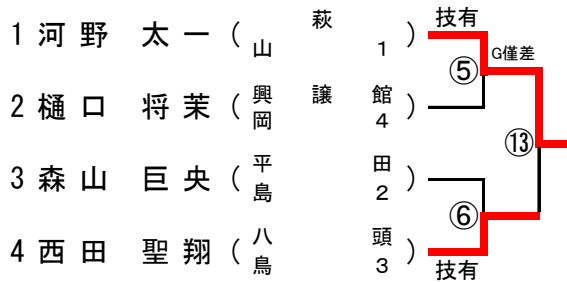 技有
1 河野 太一 (萩 山1)
G僅差
⑤
2 樋口 将茉 (興譲館 岡4)
⑬
3 森山 巨央 (平田 島2)
⑥
4 西田 聖翔 (八頭 鳥3)
技有